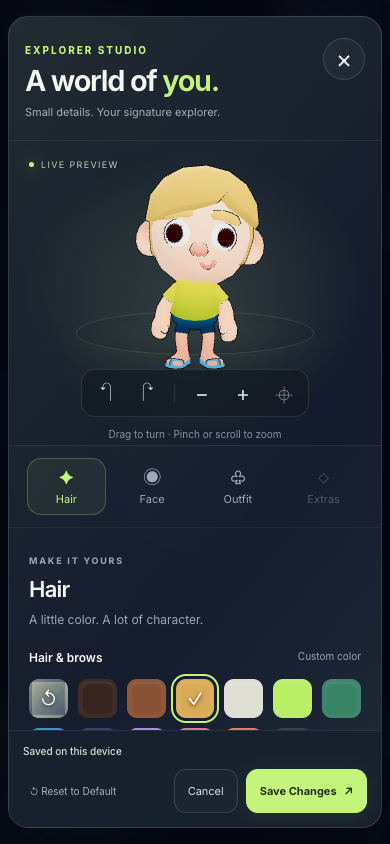 EXPLORER STUDIO
A world of you.
Small details. Your signature explorer.
LIVE PREVIEW
Drag to turn · Pinch or scroll to zoom
Hair
Face
Outfit
Extras
MAKE IT YOURS
Hair
A little color. A lot of character.
Hair & brows
Custom color
Saved on this device
Reset to Default
Cancel
Save Changes